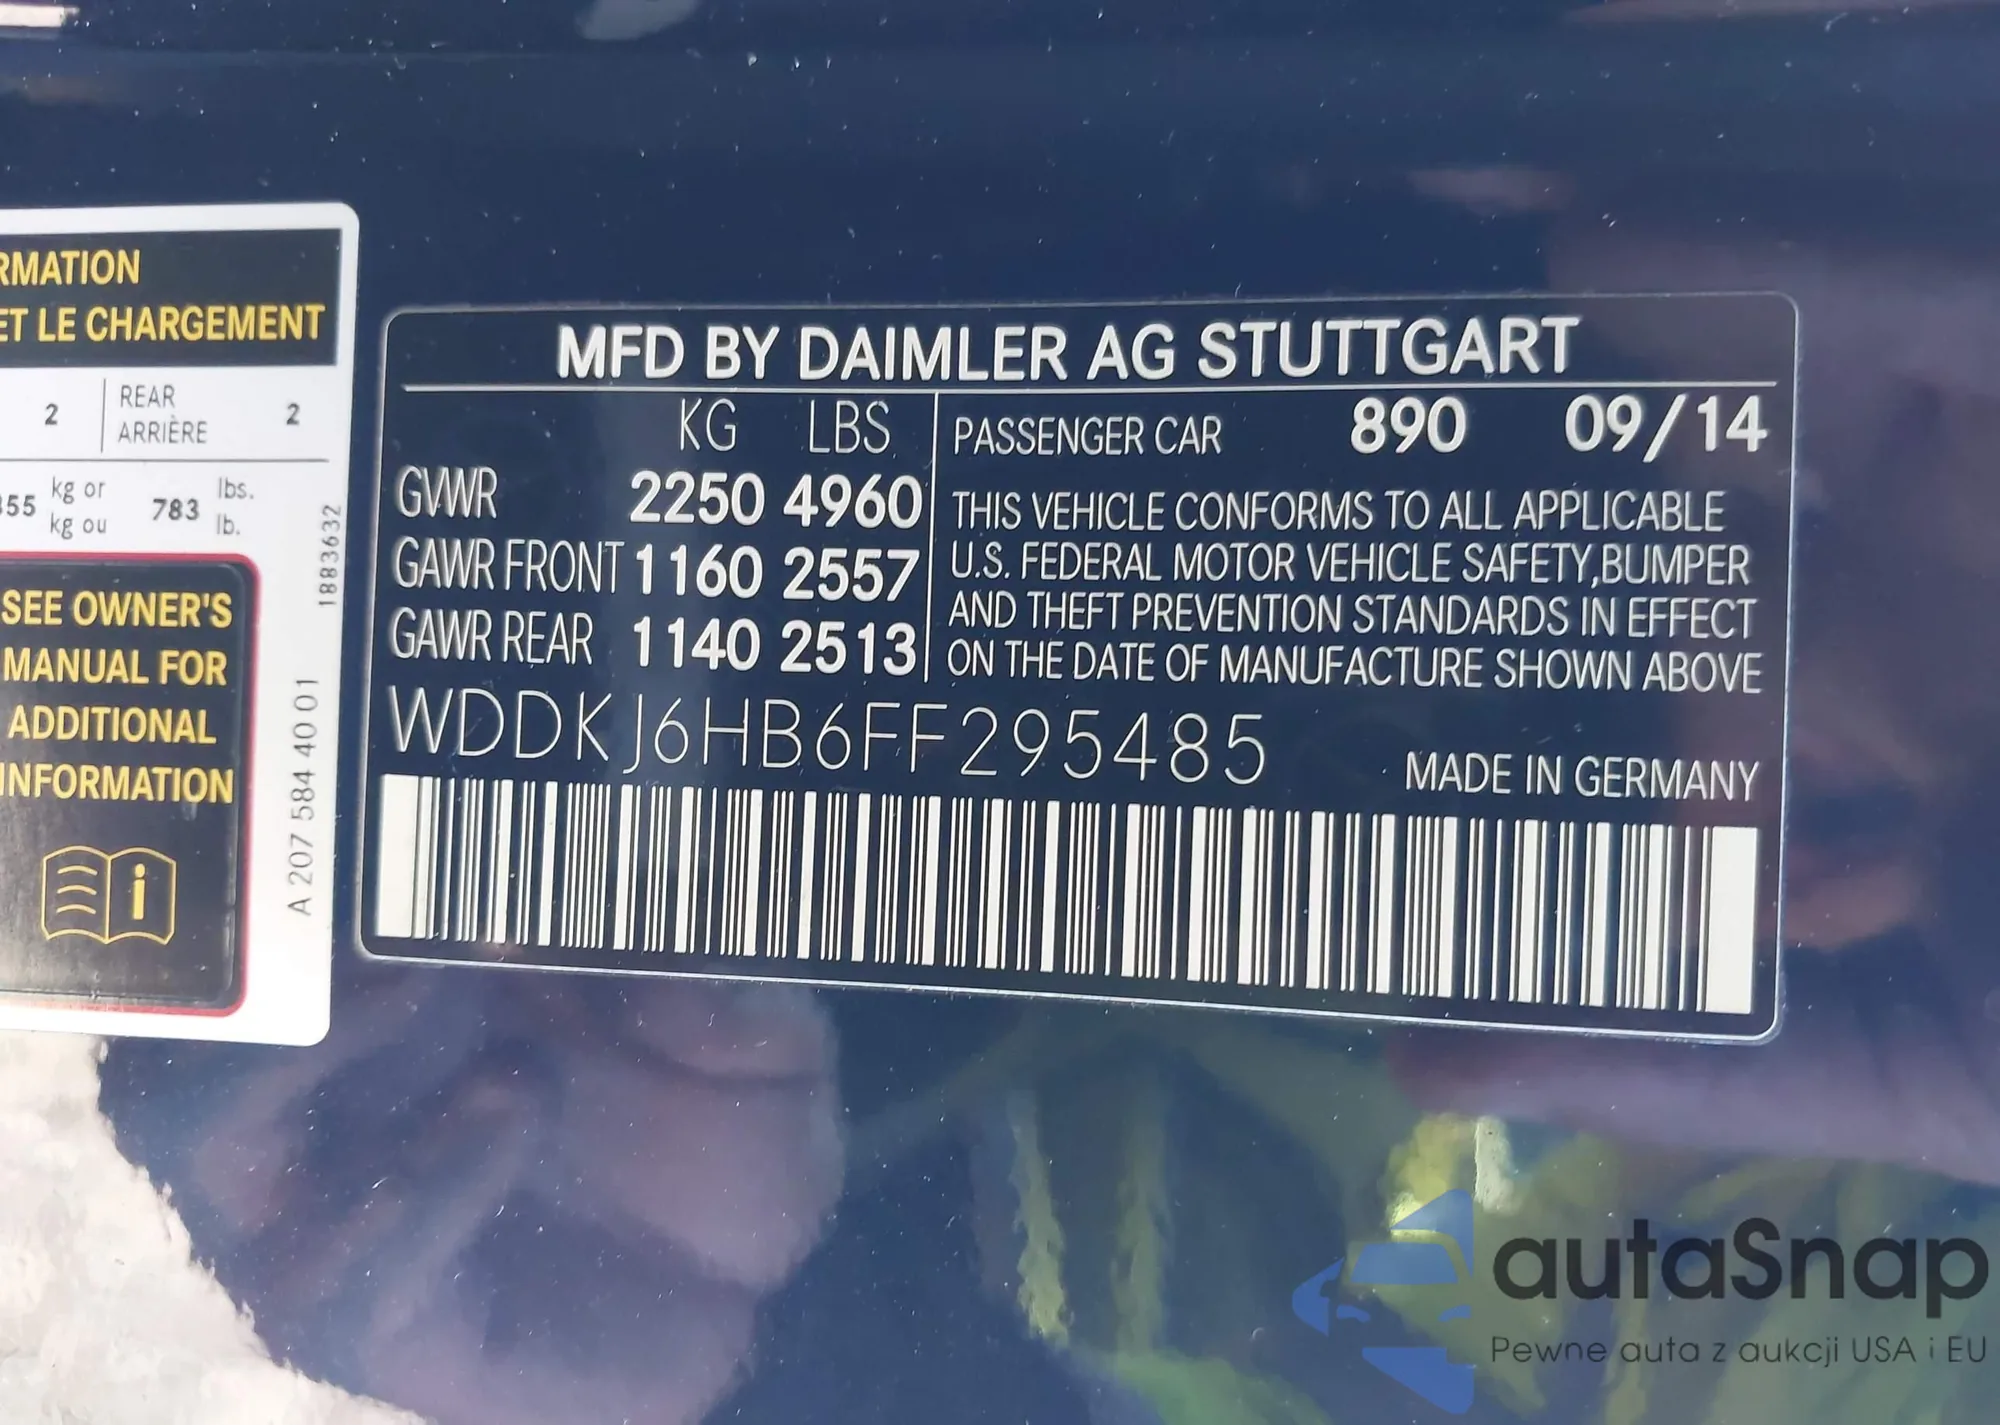 RMATION
ET LE CHARGEMENT
2 REAR 2
ARRIÈRE
kg or 783 lbs.
kg ou lb.
1883632
SEE OWNER'S
MANUAL FOR
ADDITIONAL
INFORMATION
i
A 207 584 40 01
MFD BY DAIMLER AG STUTTGART
KG LBS
GVWR 2250 4960
GAWR FRONT 1160 2557
GAWR REAR 1140 2513
PASSENGER CAR 890 09/14
THIS VEHICLE CONFORMS TO ALL APPLICABLE
U.S. FEDERAL MOTOR VEHICLE SAFETY,BUMPER
AND THEFT PREVENTION STANDARDS IN EFFECT
ON THE DATE OF MANUFACTURE SHOWN ABOVE
WDDKJ6HB6FF295485
MADE IN GERMANY
autaSnap
Pewne auta z aukcji USA i EU